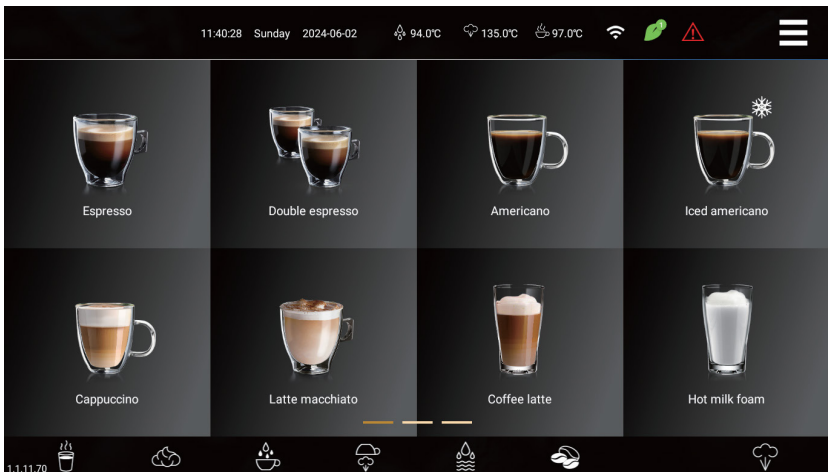 11:40:28 Sunday 2024-06-02 94.0℃ 135.0℃ 97.0℃
1
Espresso
Double espresso
Americano
Iced americano
Cappuccino
Latte macchiato
Coffee latte
Hot milk foam
1.1.11.70